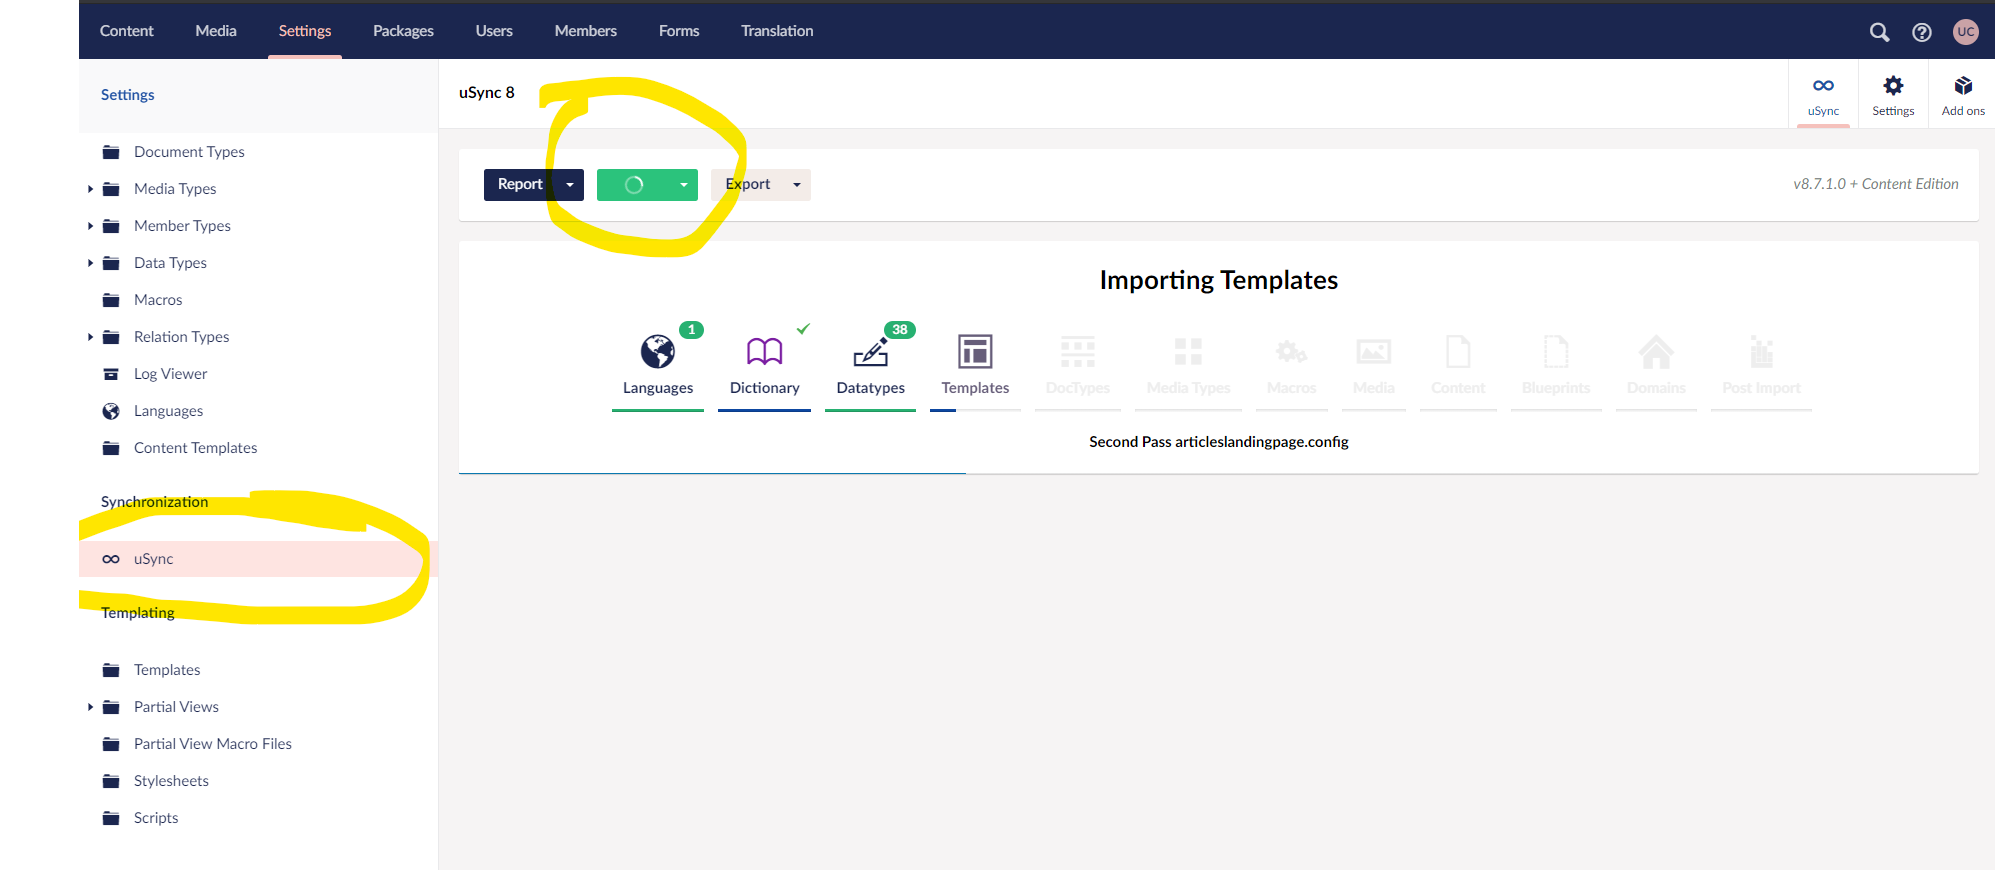 Content Media Settings Packages Users Members Forms Translation UC
Settings
Document Types
Media Types
Member Types
Data Types
Macros
Relation Types
Log Viewer
Languages
Content Templates
Synchronization
uSync
Templating
Templates
Partial Views
Partial View Macro Files
Stylesheets
Scripts
uSync 8
uSync Settings Add ons
Report Export v8.7.1.0 + Content Edition
Importing Templates
1 38
Languages Dictionary Datatypes Templates DocTypes Media Types Macros Media Content Blueprints Domains Post Import
Second Pass articleslandingpage.config